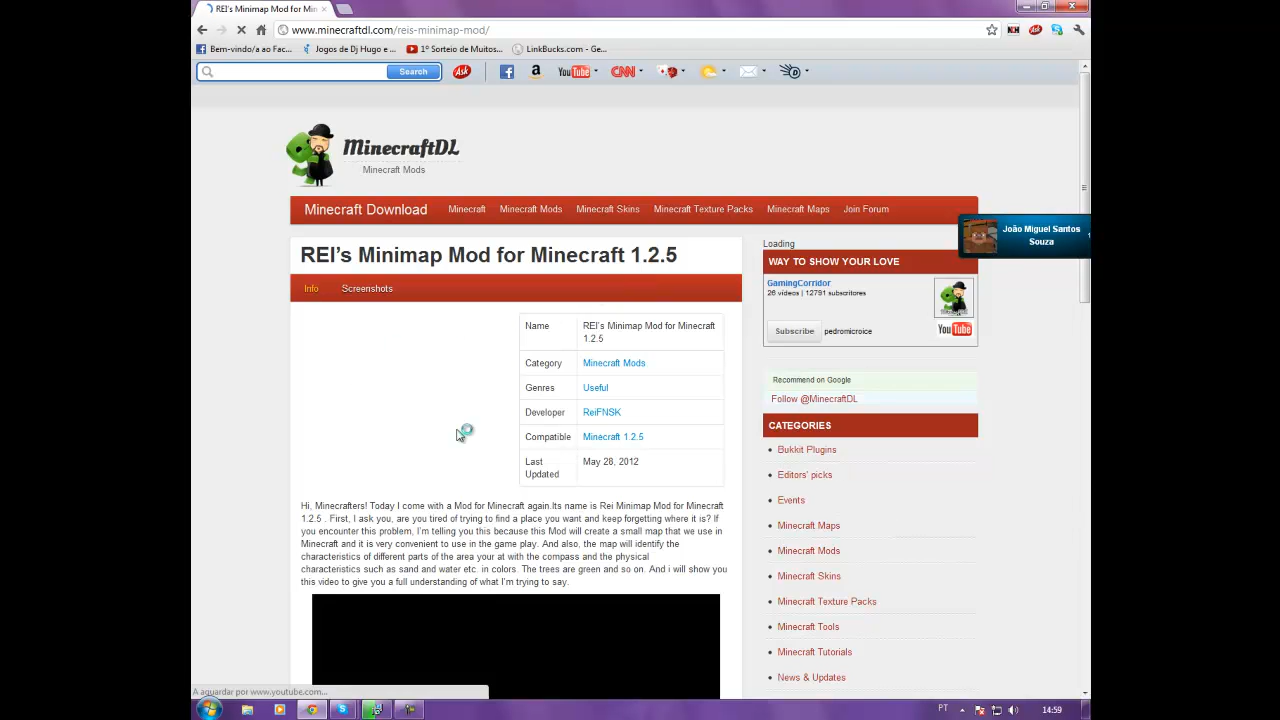 REI's Minimap Mod for Min
www.minecraftdl.com/reis-minimap-mod/
Bem-vindo/a ao Fac...
Jogos de Dj Hugo e ...
1º Sorteio de Muitos...
LinkBucks.com - Ge...
Search
Ask
YouTube
CNN
MinecraftDL
Minecraft Mods
Minecraft Download
Minecraft
Minecraft Mods
Minecraft Skins
Minecraft Texture Packs
Minecraft Maps
Join Forum
João Miguel Santos
Souza
REI's Minimap Mod for Minecraft 1.2.5
Info
Screenshots
Name
REI's Minimap Mod for Minecraft
1.2.5
Category
Minecraft Mods
Genres
Useful
Developer
ReiFNSK
Compatible
Minecraft 1.2.5
Last
Updated
May 28, 2012
Hi, Minecrafters! Today I come with a Mod for Minecraft again.Its name is Rei Minimap Mod for Minecraft
1.2.5 . First, I ask you, are you tired of trying to find a place you want and keep forgetting where it is? If
you encounter this problem, I'm telling you this because this Mod will create a small map that we use in
Minecraft and it is very convenient to use in the game play. And also, the map will identify the
characteristics of different parts of the area your at with the compass and the physical
characteristics such as sand and water etc. in colors. The trees are green and so on. And i will show you
this video to give you a full understanding of what I'm trying to say.
Loading
WAY TO SHOW YOUR LOVE
GamingCorridor
26 vídeos | 12791 subscritores
Subscribe
pedromicroice
YouTube
Recommend on Google
Follow @MinecraftDL
CATEGORIES
Bukkit Plugins
Editors' picks
Events
Minecraft Maps
Minecraft Mods
Minecraft Skins
Minecraft Texture Packs
Minecraft Tools
Minecraft Tutorials
News & Updates
A aguardar por www.youtube.com...
PT
14:59